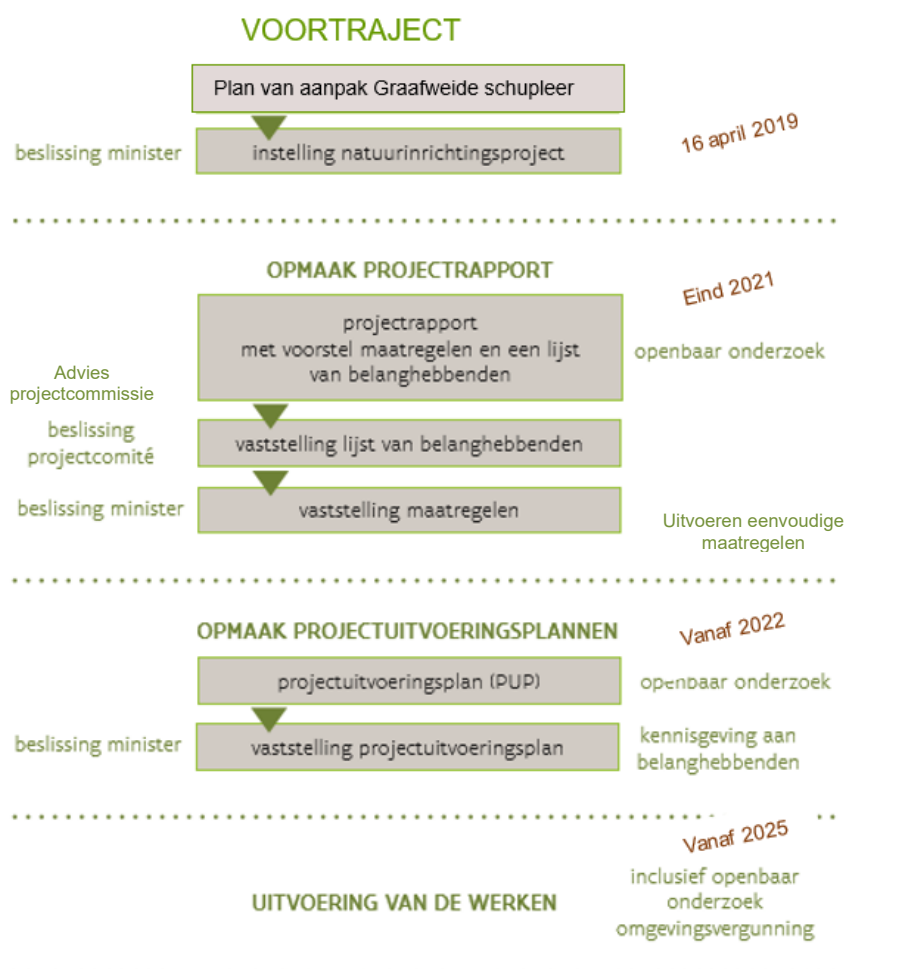 VOORTRAJECT
Plan van aanpak Graafweide schupleer
beslissing minister
instelling natuurinrichtingsproject
16 april 2019
OPMAAK PROJECTRAPPORT
Eind 2021
projectrapport
met voorstel maatregelen en een lijst
van belanghebbenden
openbaar onderzoek
Advies
projectcommissie
beslissing
projectcomité
vaststelling lijst van belanghebbenden
beslissing minister
vaststelling maatregelen
Uitvoeren eenvoudige
maatregelen
OPMAAK PROJECTUITVOERINGSPLANNEN
Vanaf 2022
projectuitvoeringsplan (PUP)
openbaar onderzoek
beslissing minister
vaststelling projectuitvoeringsplan
kennisgeving aan
belanghebbenden
Vanaf 2025
UITVOERING VAN DE WERKEN
inclusief openbaar
onderzoek
omgevingsvergunning